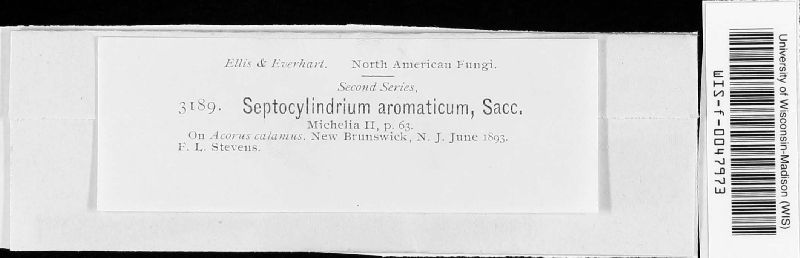 Ellis & Everhart. North American Fungi.
Second Series,
3189. Septocylindrium aromaticum, Sacc.
Michelia II, p. 63.
On Acorus calamus. New Brunswick, N. J. June 1893.
F. L. Stevens.
University of Wisconsin-Madison (WIS)
WIS-f-0047673